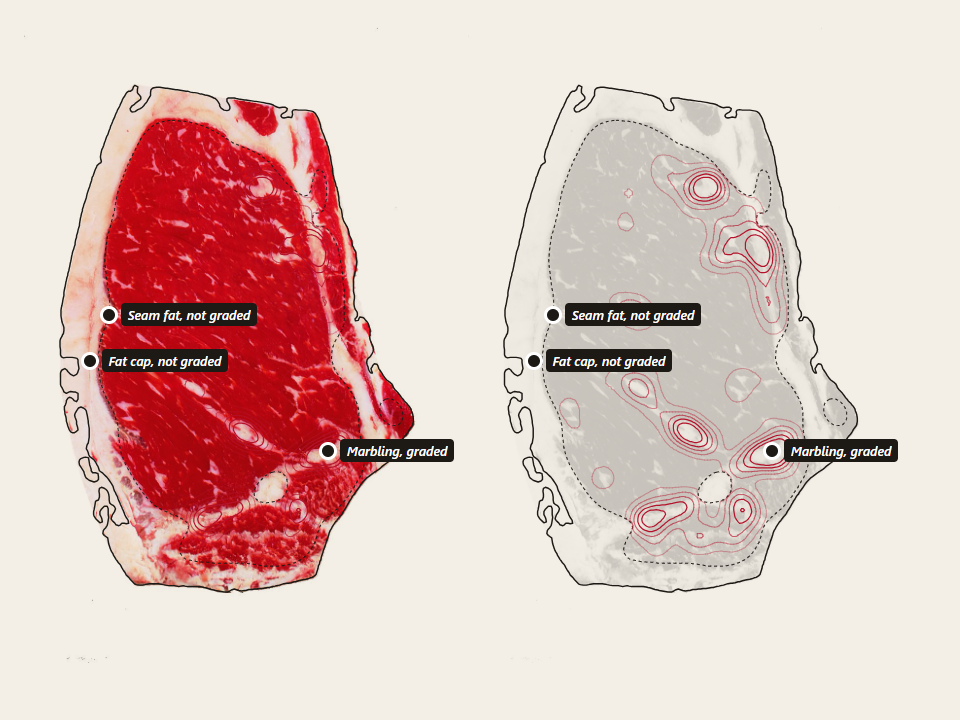 Seam fat, not graded
Fat cap, not graded
Marbling, graded
Seam fat, not graded
Fat cap, not graded
Marbling, graded